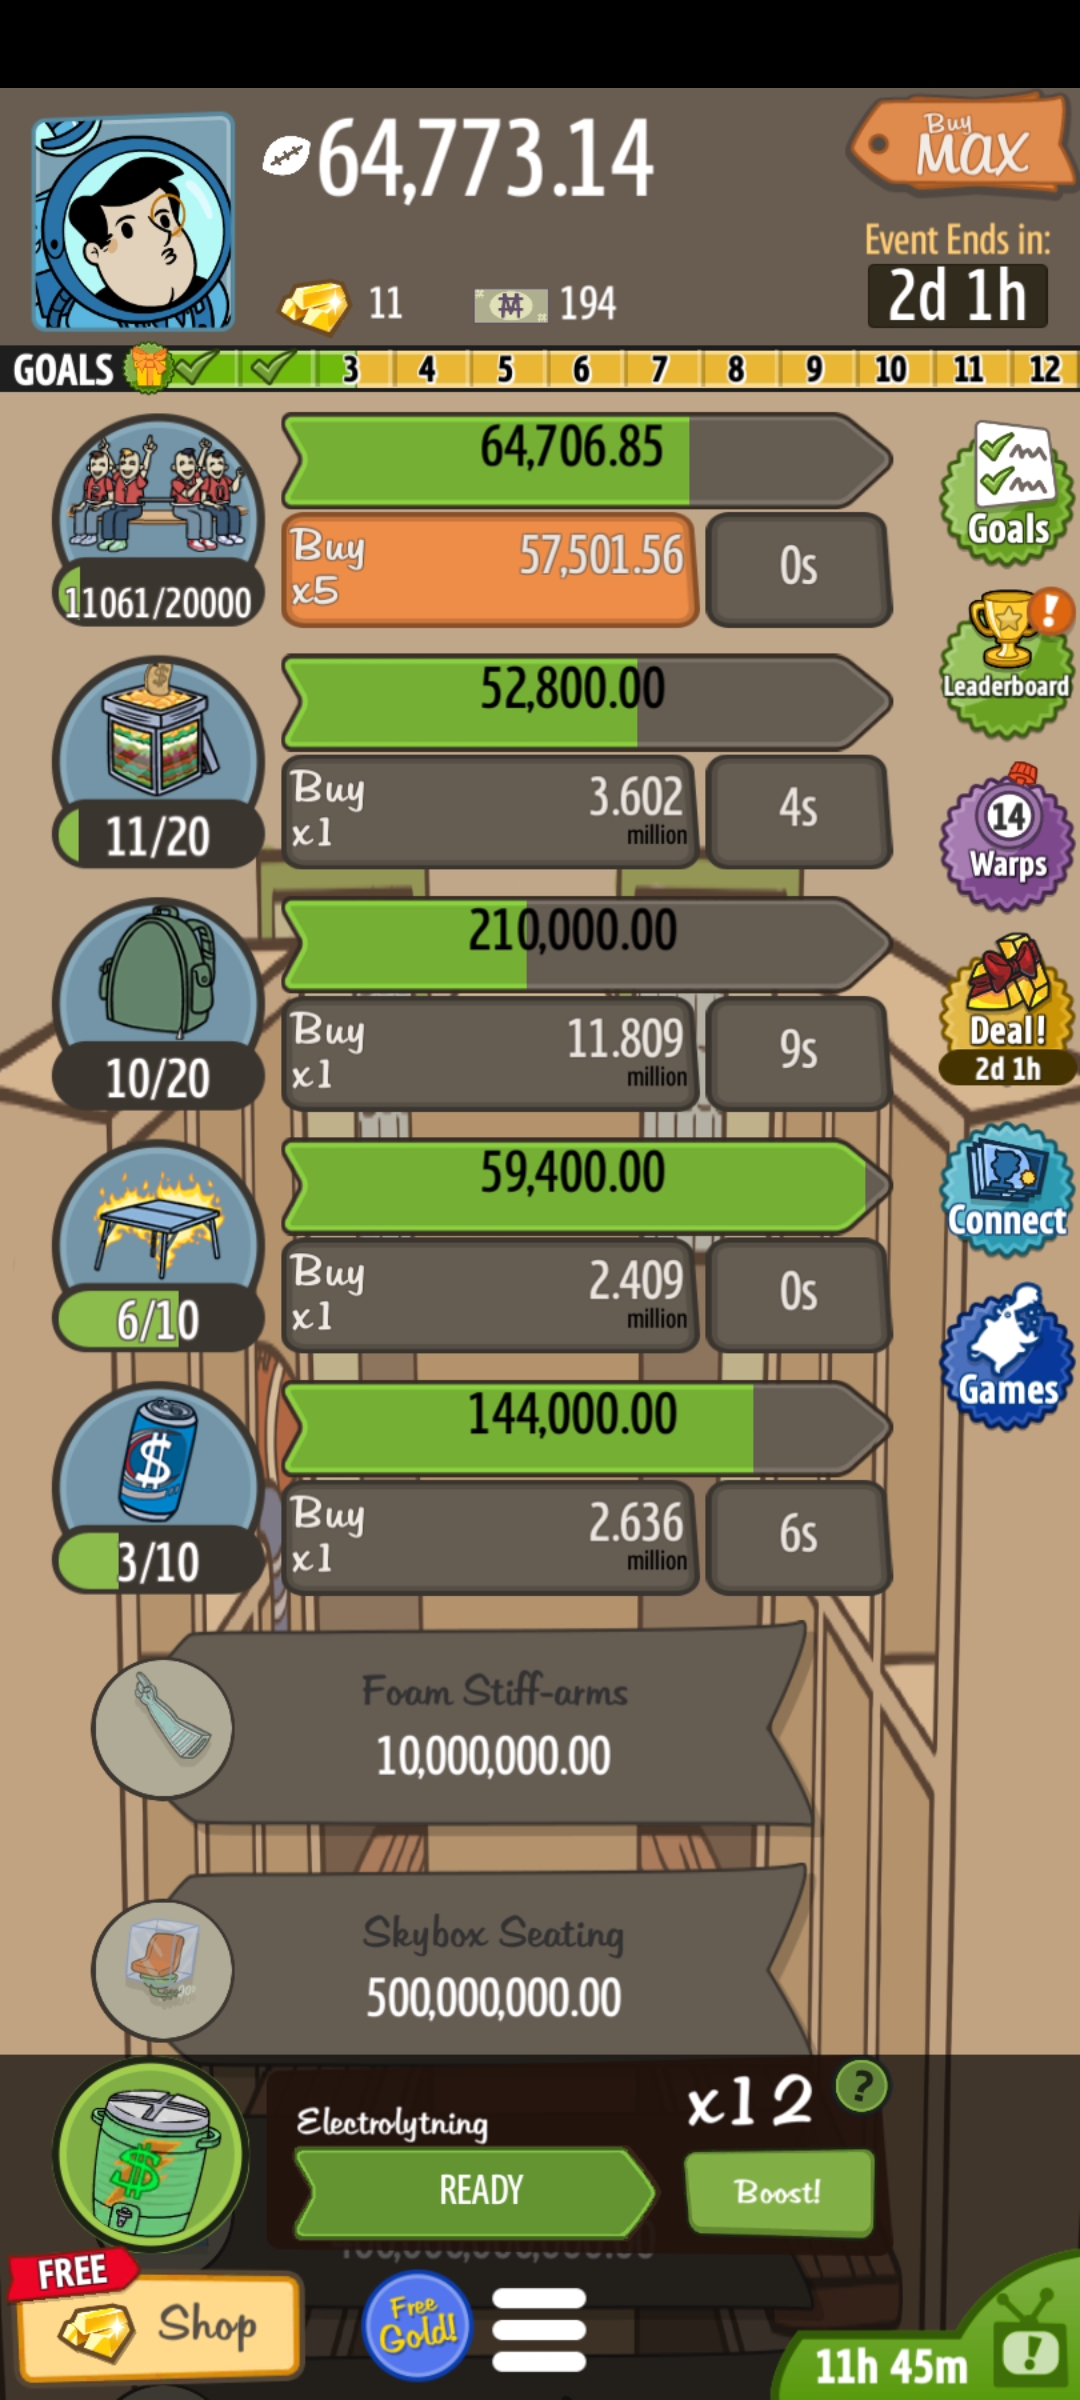 64,773.14
Buy
MAX
Event Ends in:
2d 1h
11
194
GOALS 3 4 5 6 7 8 9 10 11 12
64,706.85
Buy
x5
57,501.56
0s
11061/20000
Goals
52,800.00
Buy
x1
3.602
million
4s
11/20
Leaderboard
14
Warps
210,000.00
Buy
x1
11.809
million
9s
10/20
Deal!
2d 1h
59,400.00
Buy
x1
2.409
million
0s
6/10
Connect
144,000.00
Buy
x1
2.636
million
6s
3/10
Games
Foam Stiff-arms
10,000,000.00
Skybox Seating
500,000,000.00
Electrolytning
x12
?
READY
Boost!
FREE
Shop
Free
Gold!
11h 45m